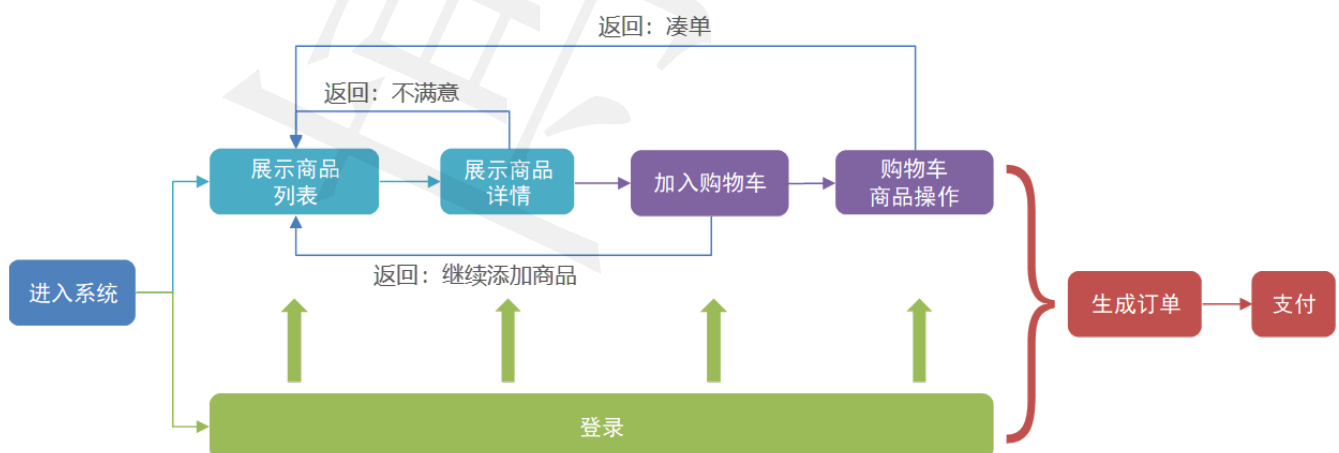 返回：凑单
返回：不满意
展示商品
列表
展示商品
详情
加入购物车
购物车
商品操作
返回：继续添加商品
进入系统
生成订单
支付
登录